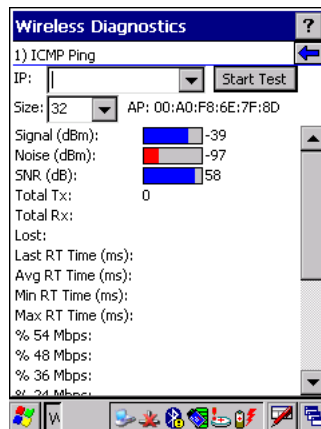 Wireless Diagnostics ?
1) ICMP Ping
IP: Start Test
Size: 32 AP: 00:A0:F8:6E:7F:8D
Signal (dBm): -39
Noise (dBm): -97
SNR (dB): 58
Total Tx: 0
Total Rx:
Lost:
Last RT Time (ms):
Avg RT Time (ms):
Min RT Time (ms):
Max RT Time (ms):
% 54 Mbps:
% 48 Mbps:
% 36 Mbps:
% 24 Mbps: